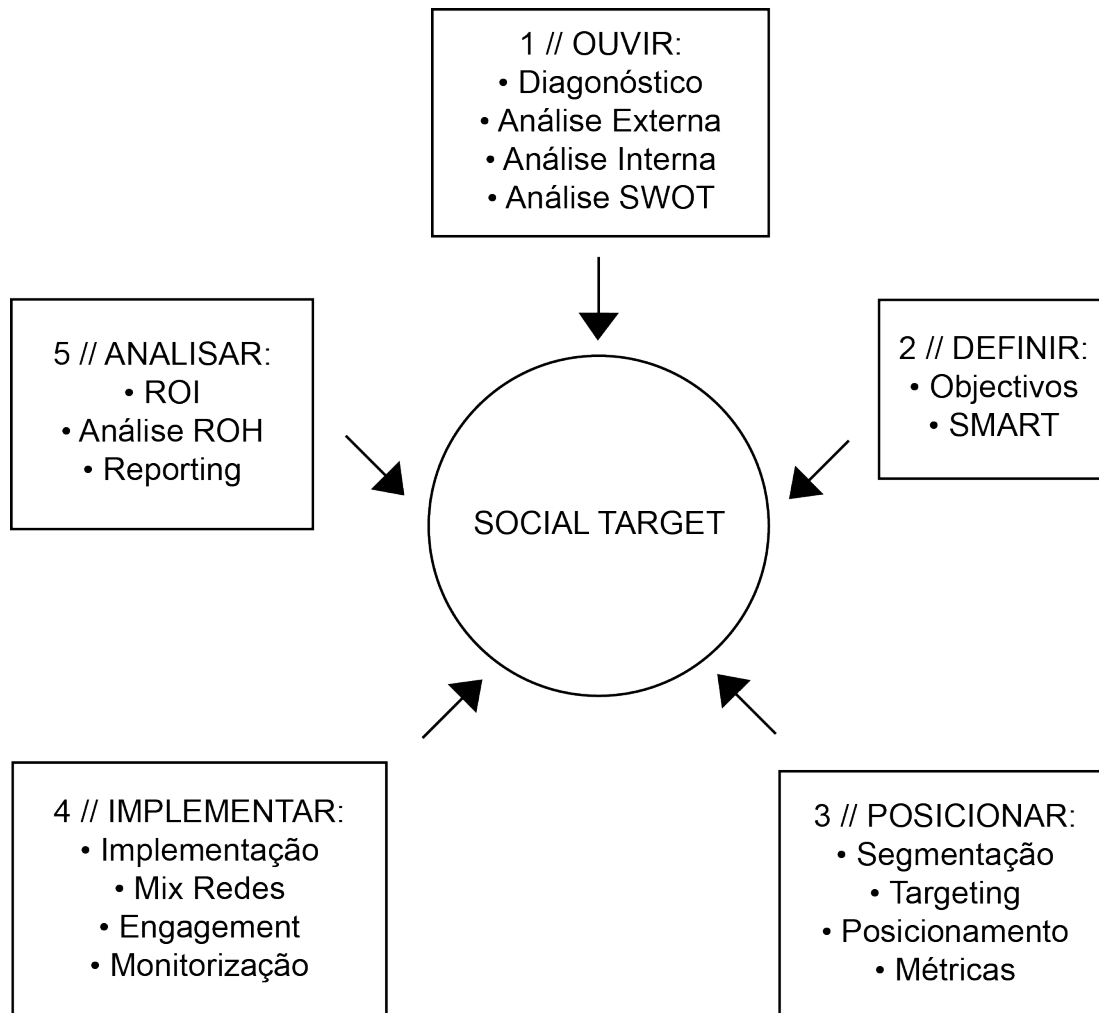 1 // OUVIR:
• Diagonóstico
• Análise Externa
• Análise Interna
• Análise SWOT
2 // DEFINIR:
• Objectivos
• SMART
3 // POSICIONAR:
• Segmentação
• Targeting
• Posicionamento
• Métricas
4 // IMPLEMENTAR:
• Implementação
• Mix Redes
• Engagement
• Monitorização
5 // ANALISAR:
• ROI
• Análise ROH
• Reporting
SOCIAL TARGET